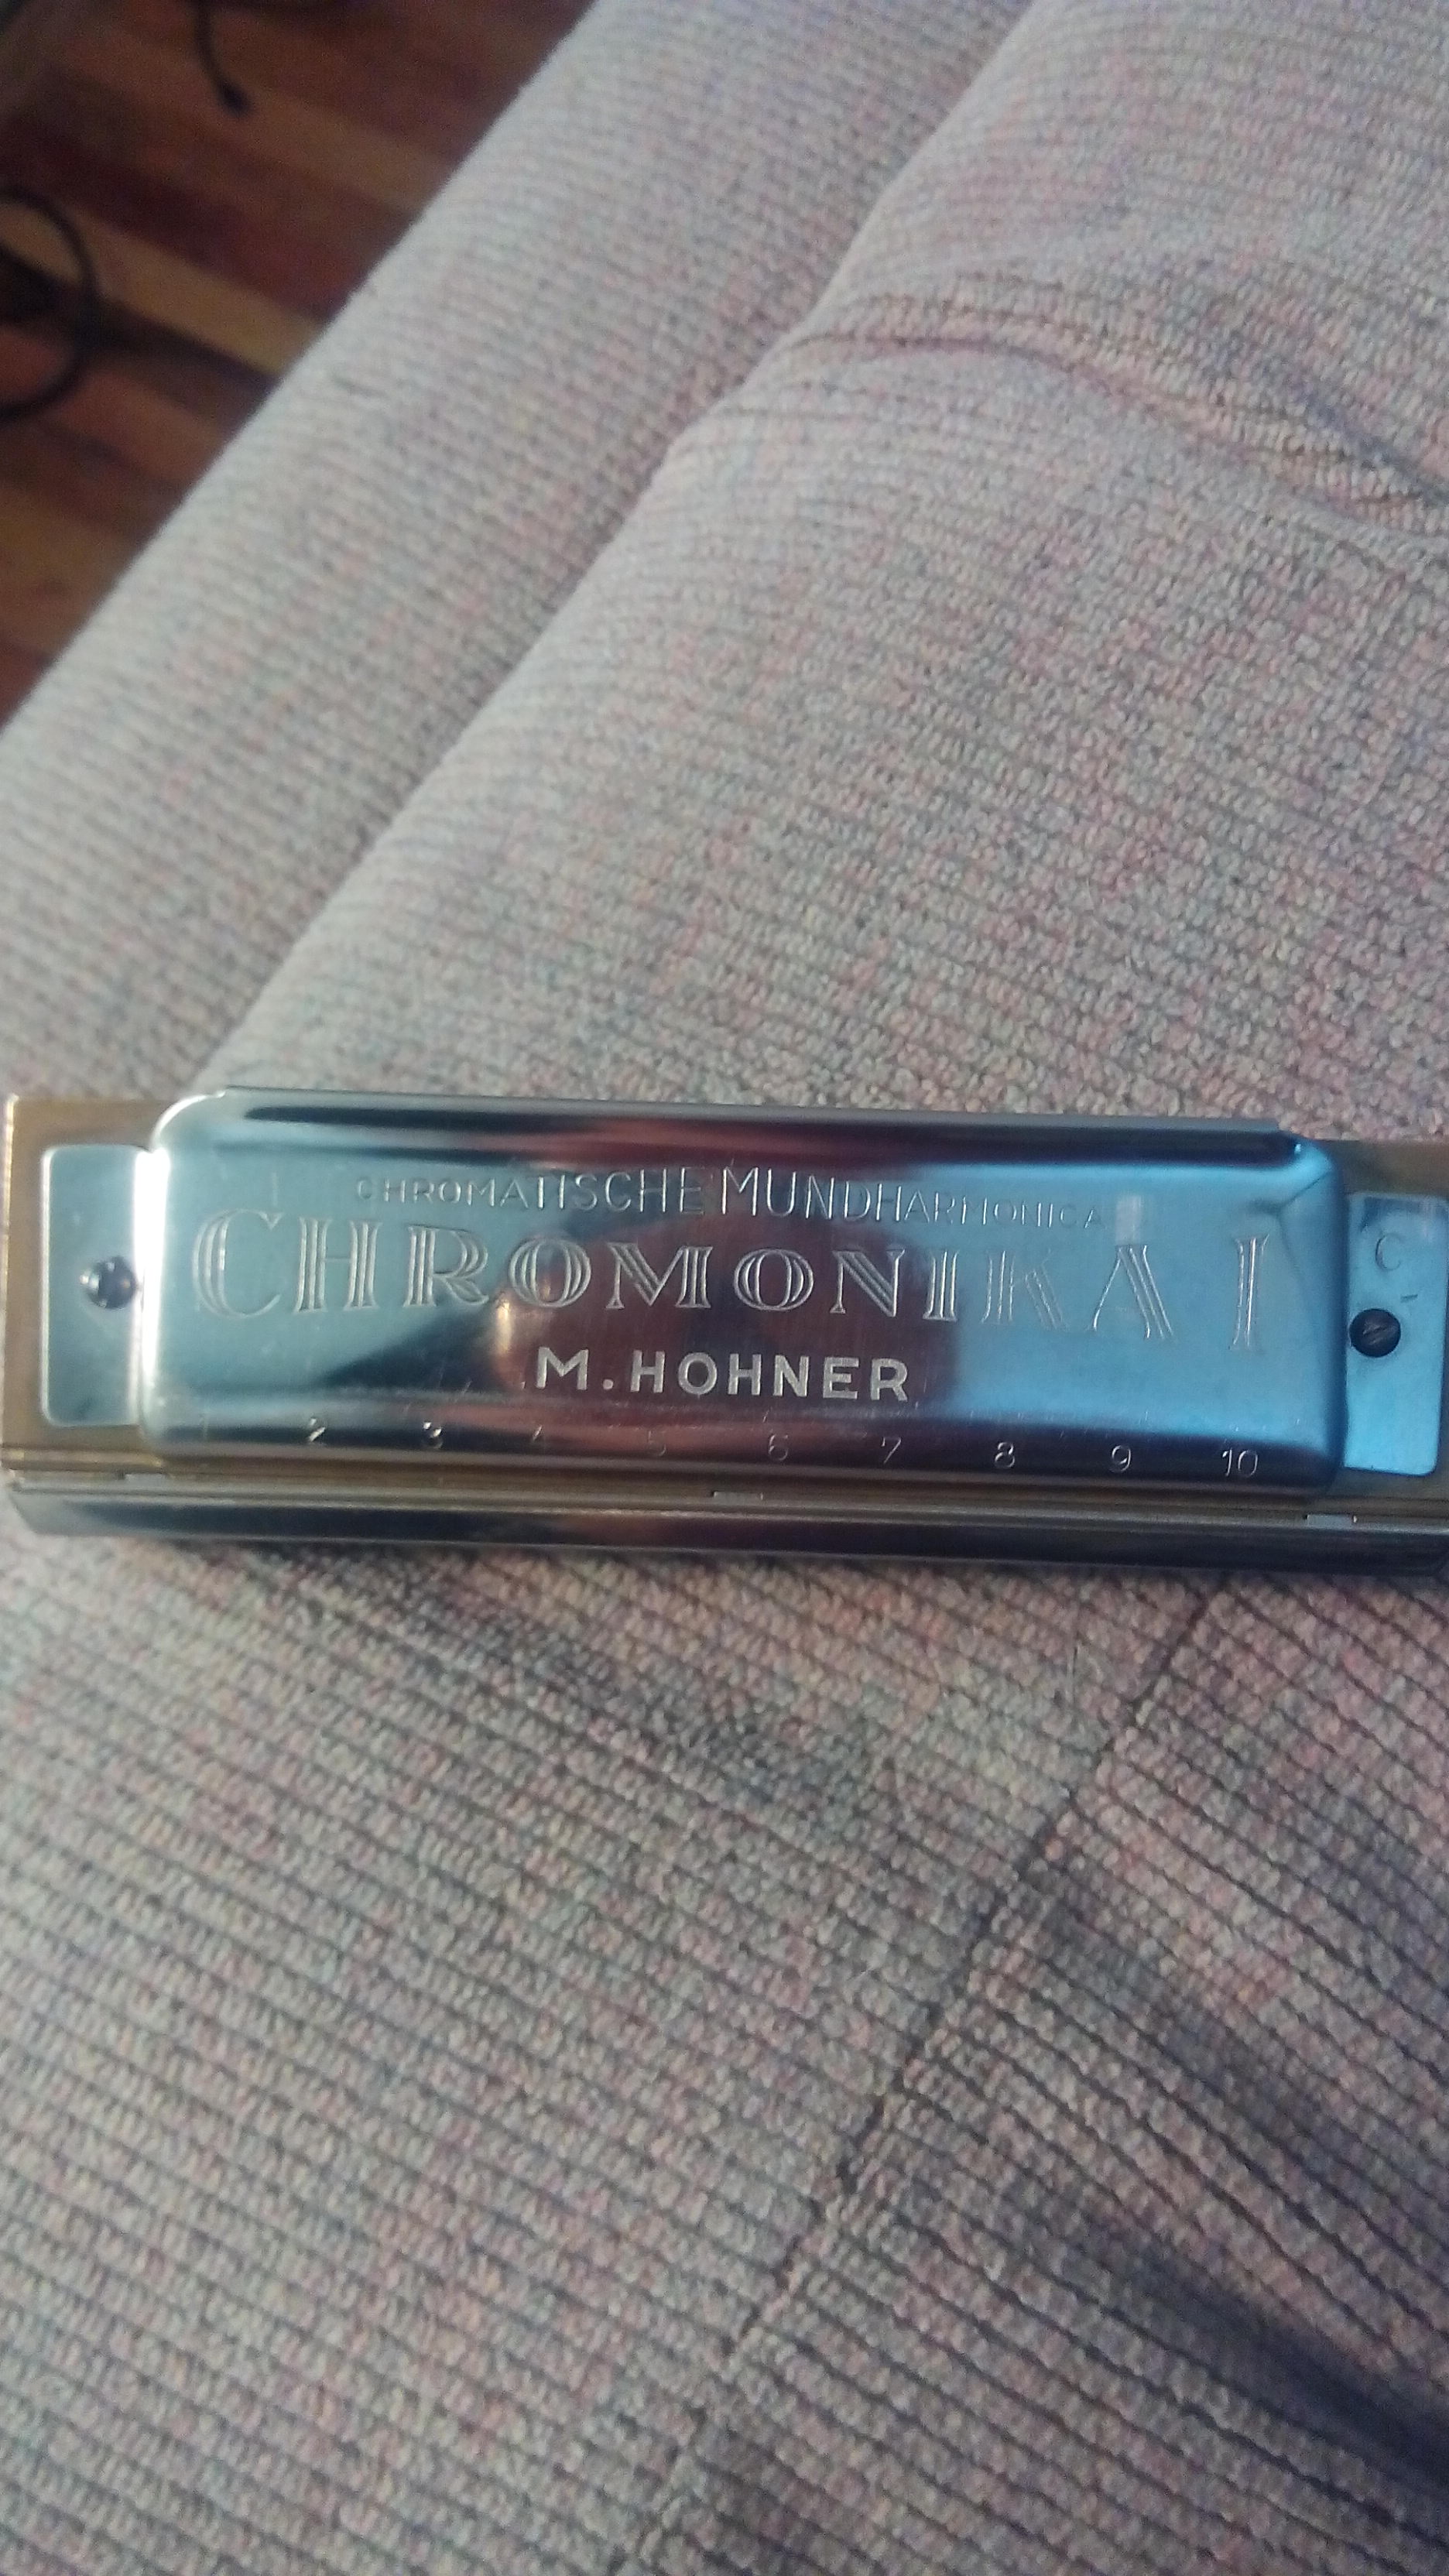 CHROMATISCHE MUNDHARMONICA
CHROMONIKA I
C
M. HOHNER
2 3 4 5 6 7 8 9 10